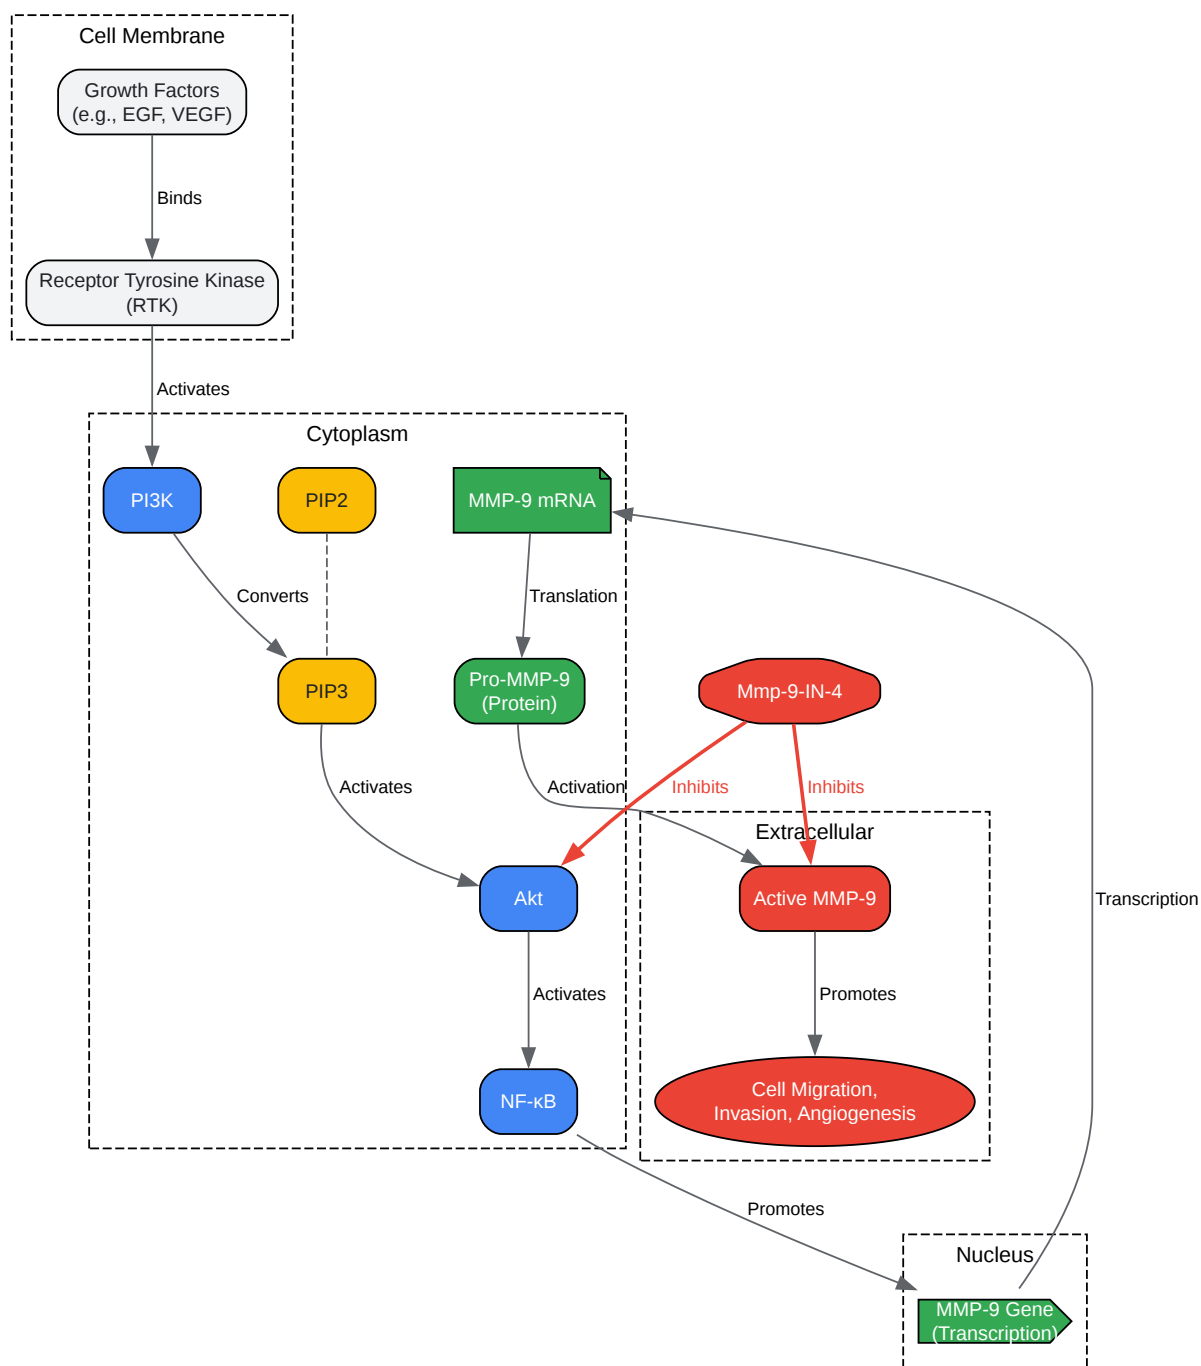 Cell Membrane
Growth Factors
(e.g., EGF, VEGF)
Binds
Receptor Tyrosine Kinase
(RTK)
Activates
Cytoplasm
PI3K
PIP2
MMP-9 mRNA
Converts
Translation
PIP3
Pro-MMP-9
(Protein)
Mmp-9-IN-4
Activates
Activation
Inhibits
Inhibits
Extracellular
Akt
Active MMP-9
Transcription
Activates
Promotes
NF-κB
Cell Migration,
Invasion, Angiogenesis
Promotes
Nucleus
MMP-9 Gene
(Transcription)